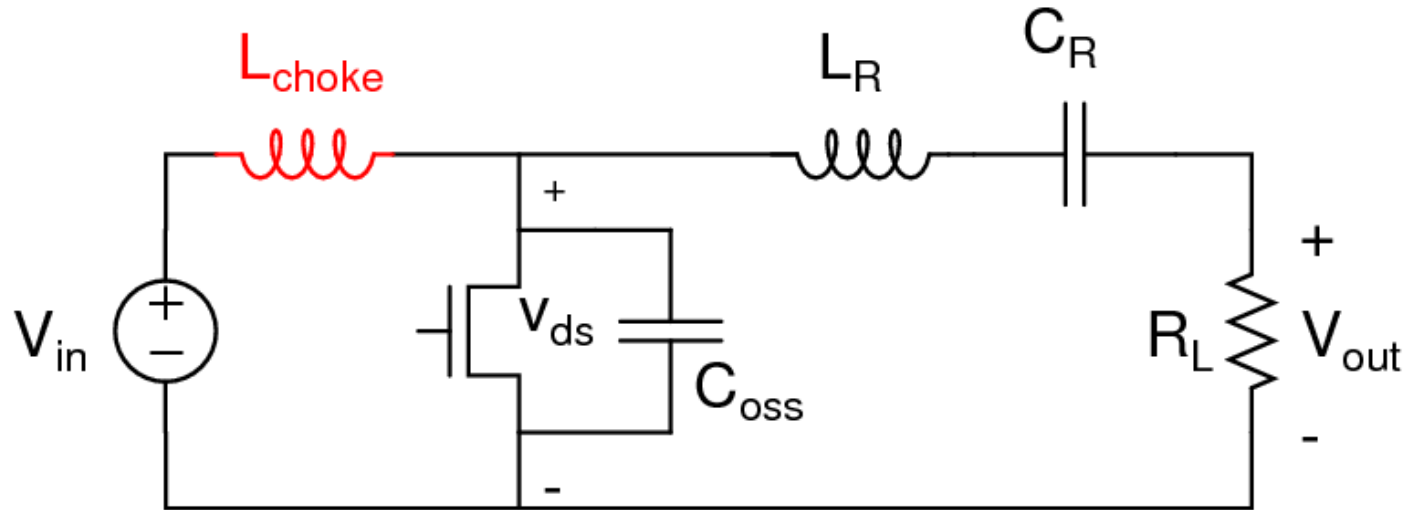 L_choke
L_R
C_R
+
V_in
+
−
v_ds
C_oss
-
R_L
+
V_out
-